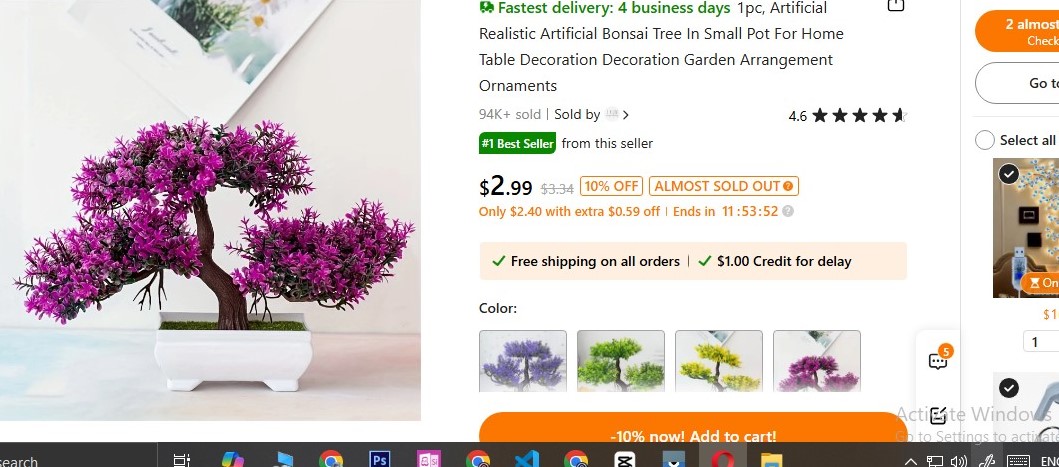 Fastest delivery: 4 business days 1pc, Artificial
Realistic Artificial Bonsai Tree In Small Pot For Home
Table Decoration Decoration Garden Arrangement
Ornaments
94K+ sold | Sold by
4.6
#1 Best Seller from this seller
$2.99 $3.34 10% OFF ALMOST SOLD OUT
Only $2.40 with extra $0.59 off | Ends in 11:53:52
Free shipping on all orders | $1.00 Credit for delay
Color:
-10% now! Add to cart!
2 almost
Check
Go to
Select all
On
$1
1
5
Activate Windows
Go to Settings to activate
search
Ps
ENG